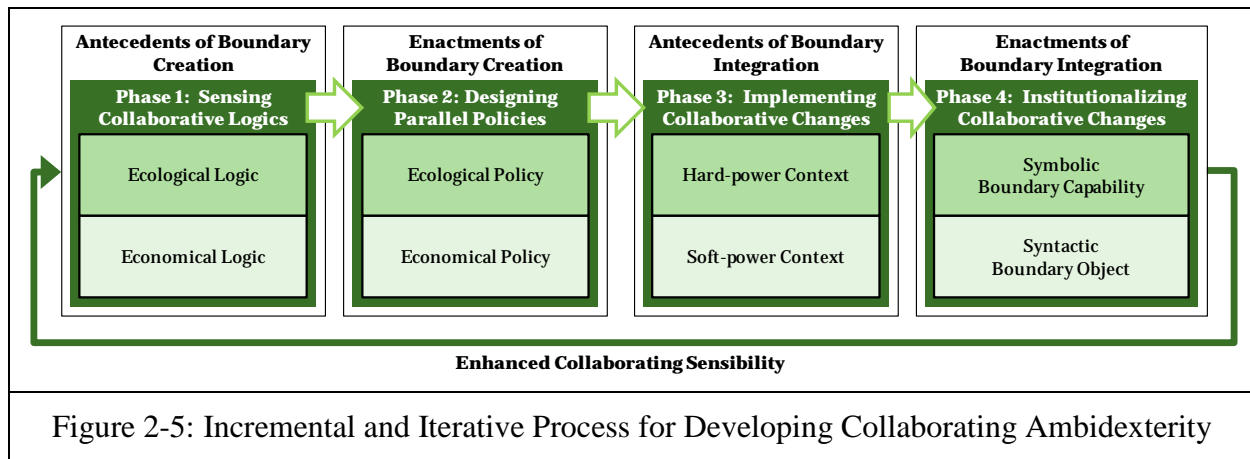 Antecedents of Boundary
Creation
Phase 1: Sensing
Collaborative Logics
Ecological Logic
Economical Logic
Enactments of
Boundary Creation
Phase 2: Designing
Parallel Policies
Ecological Policy
Economical Policy
Antecedents of Boundary
Integration
Phase 3: Implementing
Collaborative Changes
Hard-power Context
Soft-power Context
Enactments of
Boundary Integration
Phase 4: Institutionalizing
Collaborative Changes
Symbolic
Boundary Capability
Syntactic
Boundary Object
Enhanced Collaborating Sensibility
Figure 2-5: Incremental and Iterative Process for Developing Collaborating Ambidexterity